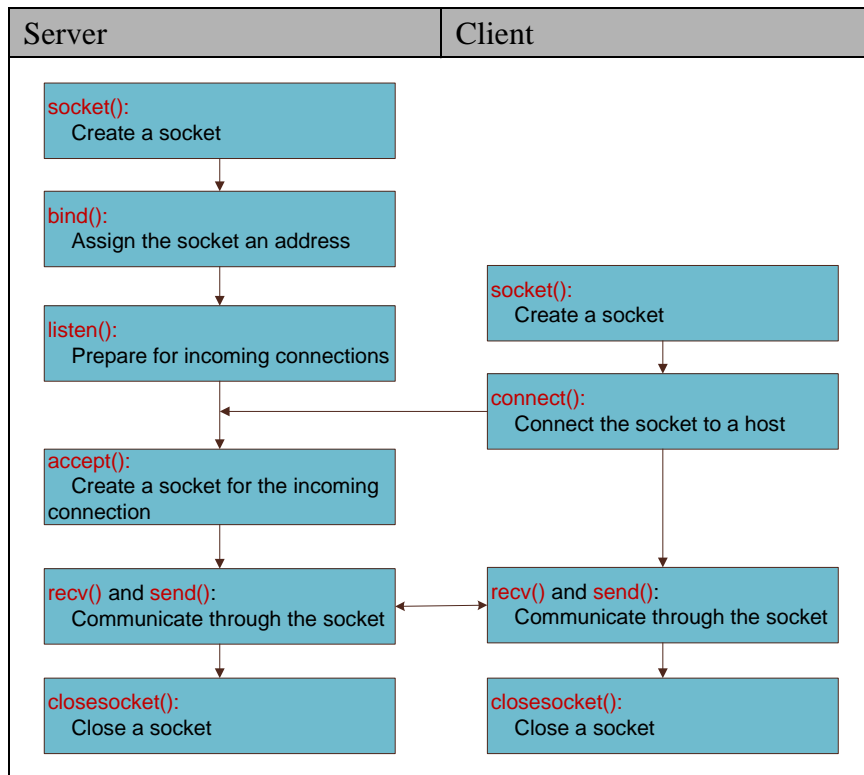 Server
Client
socket():
Create a socket
bind():
Assign the socket an address
listen():
Prepare for incoming connections
accept():
Create a socket for the incoming
connection
recv() and send():
Communicate through the socket
closesocket():
Close a socket
socket():
Create a socket
connect():
Connect the socket to a host
recv() and send():
Communicate through the socket
closesocket():
Close a socket